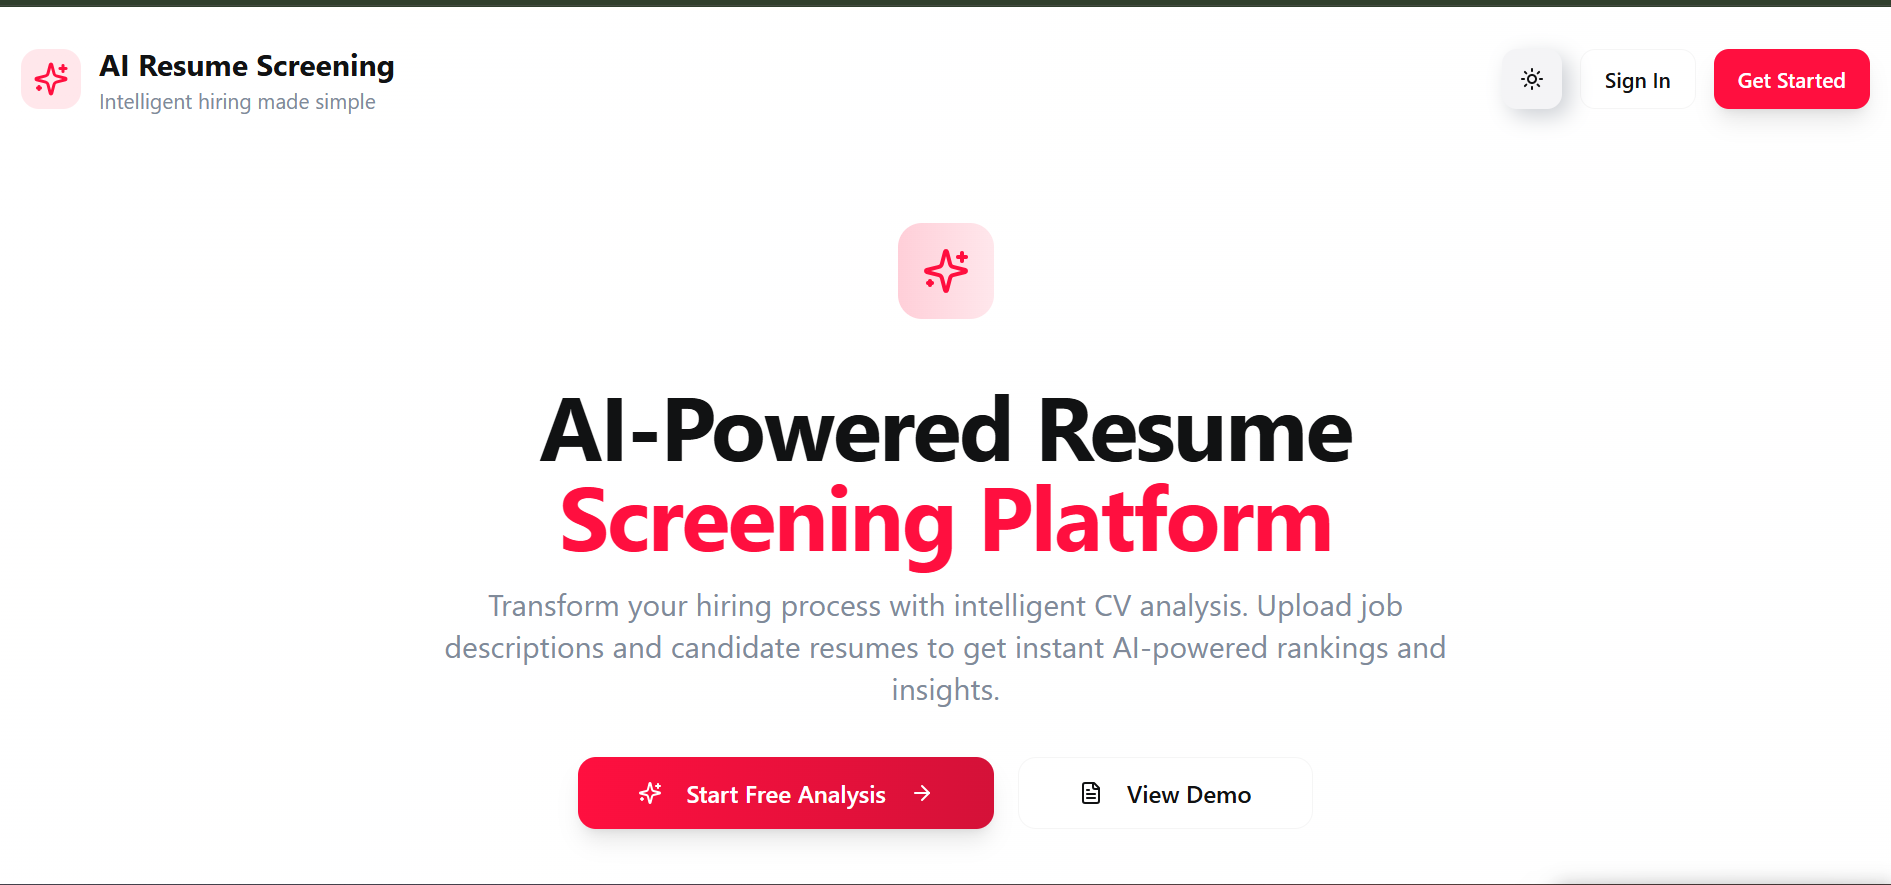 AI Resume Screening
Intelligent hiring made simple
Sign In
Get Started
AI-Powered Resume
Screening Platform
Transform your hiring process with intelligent CV analysis. Upload job
descriptions and candidate resumes to get instant AI-powered rankings and
insights.
Start Free Analysis
View Demo